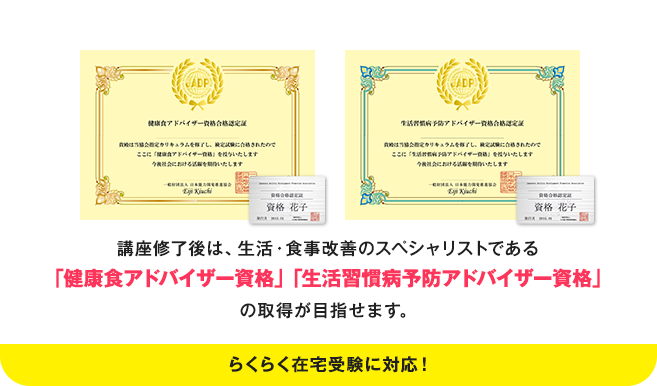 JADP
健康食アドバイザー資格合格認定証
貴殿は当協会指定カリキュラムを修了し、検定試験に合格されたので
ここに「健康食アドバイザー資格」を授与いたします
今後社会における活躍を期待いたします
一般財団法人 日本能力開発推進協会
Eiji Kiuchi
資格合格認定証
資格 花子
JADP
生活習慣病予防アドバイザー資格合格認定証
貴殿は当協会指定カリキュラムを修了し、検定試験に合格されたので
ここに「生活習慣病予防アドバイザー資格」を授与いたします
今後社会における活躍を期待いたします
一般財団法人 日本能力開発推進協会
Eiji Kiuchi
資格合格認定証
資格 花子
講座修了後は、生活・食事改善のスペシャリストである
「健康食アドバイザー資格」「生活習慣病予防アドバイザー資格」
の取得が目指せます。
らくらく在宅受験に対応！